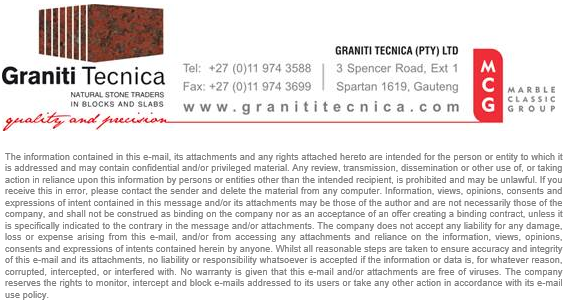 GRANITI TECNICA (PTY) LTD
Graniti Tecnica
NATURAL STONE TRADERS
IN BLOCKS AND SLABS
quality and precision
Tel: +27 (0)11 974 3588
Fax: +27 (0)11 974 3699
3 Spencer Road, Ext 1
Spartan 1619, Gauteng
www.granititecnica.com
MCG
MARBLE
CLASSIC
GROUP
The information contained in this e-mail, its attachments and any rights attached hereto are intended for the person or entity to which it
is addressed and may contain confidential and/or privileged material. Any review, transmission, dissemination or other use of, or taking
action in reliance upon this information by persons or entities other than the intended recipient, is prohibited and may be unlawful. If you
receive this in error, please contact the sender and delete the material from any computer. Information, views, opinions, consents and
expressions of intent contained in this message and/or its attachments may be those of the author and are not necessarily those of the
company, and shall not be construed as binding on the company nor as an acceptance of an offer creating a binding contract, unless it
is specifically indicated to the contrary in the message and/or attachments. The company does not accept any liability for any damage,
loss or expense arising from this e-mail, and/or from accessing any attachments and reliance on the information, views, opinions,
consents and expressions of intents contained herein by anyone. Whilst all reasonable steps are taken to ensure accuracy and integrity
of this e-mail and its attachments, no liability or responsibility whatsoever is accepted if the information or data is, for whatever reason,
corrupted, intercepted, or interfered with. No warranty is given that this e-mail and/or attachments are free of viruses. The company
reserves the rights to monitor, intercept and block e-mails addressed to its users or take any other action in accordance with its e-mail
use policy.